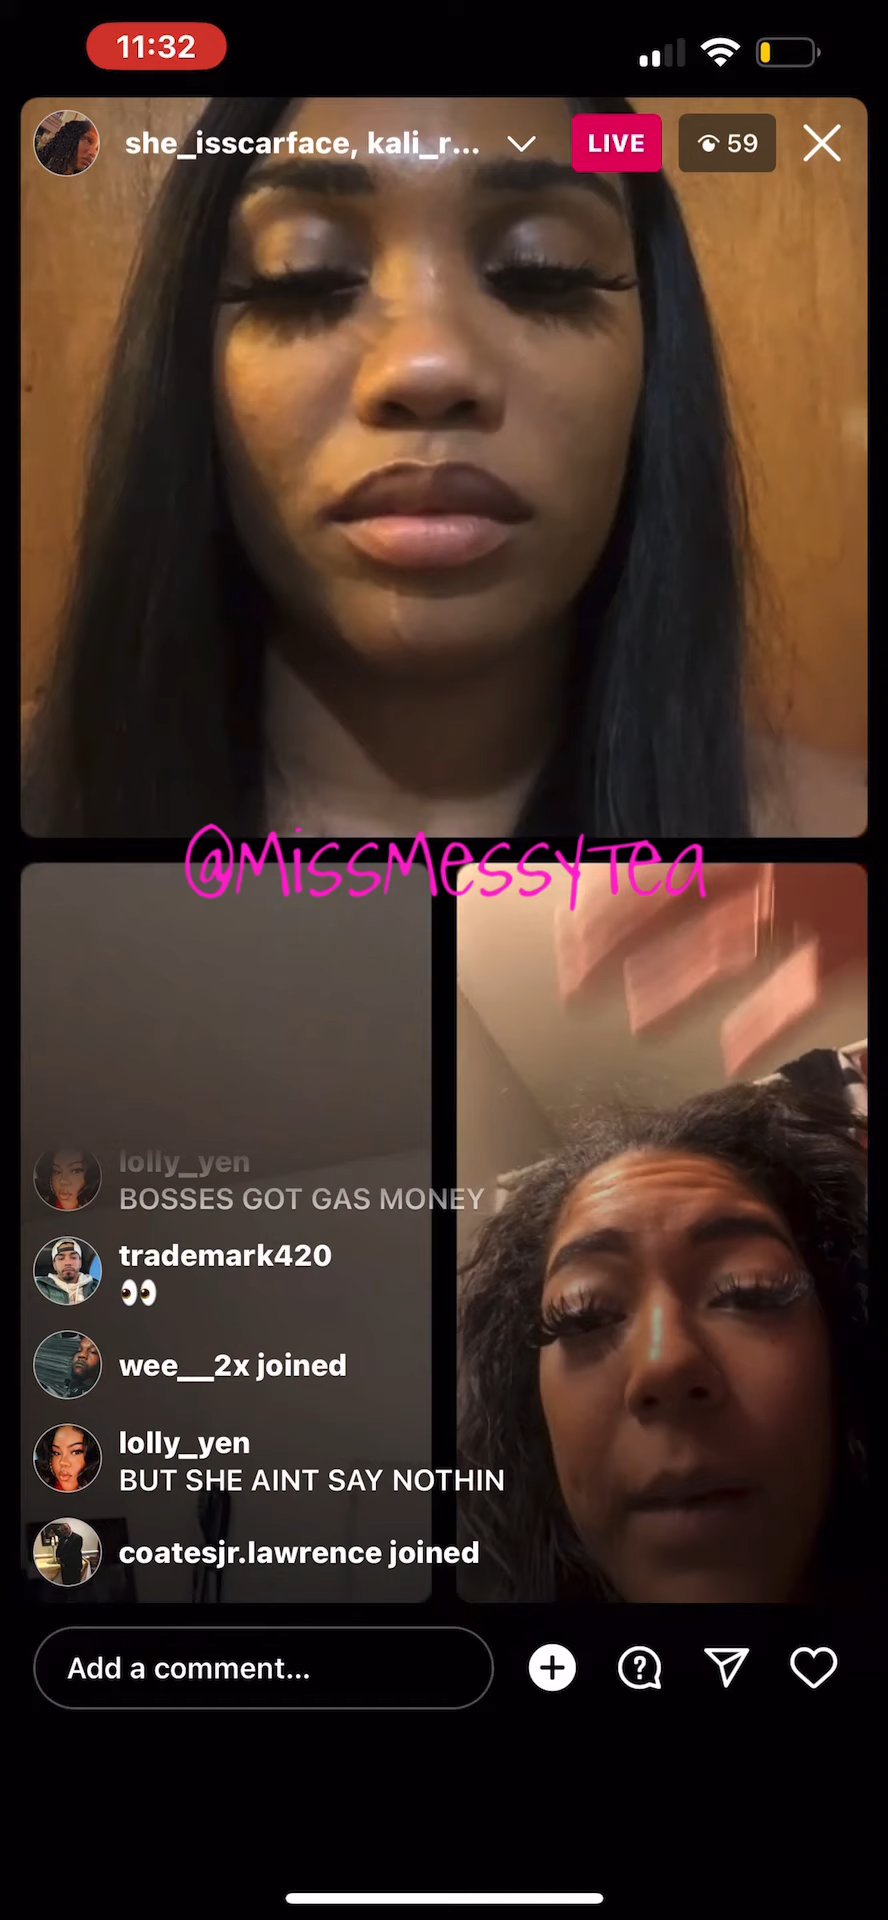 11:32
she_isscarface, kali_r...
LIVE
59
@MissMessyTea
lolly_yen
BOSSES GOT GAS MONEY
trademark420
👀
wee__2x joined
lolly_yen
BUT SHE AINT SAY NOTHIN
coatesjr.lawrence joined
Add a comment...